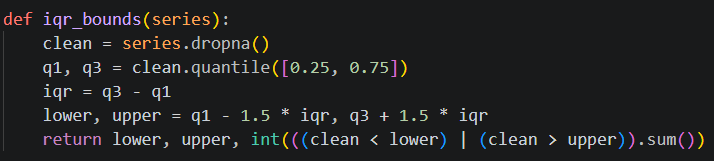 def iqr_bounds(series):
    clean = series.dropna()
    q1, q3 = clean.quantile([0.25, 0.75])
    iqr = q3 - q1
    lower, upper = q1 - 1.5 * iqr, q3 + 1.5 * iqr
    return lower, upper, int(((clean < lower) | (clean > upper)).sum())